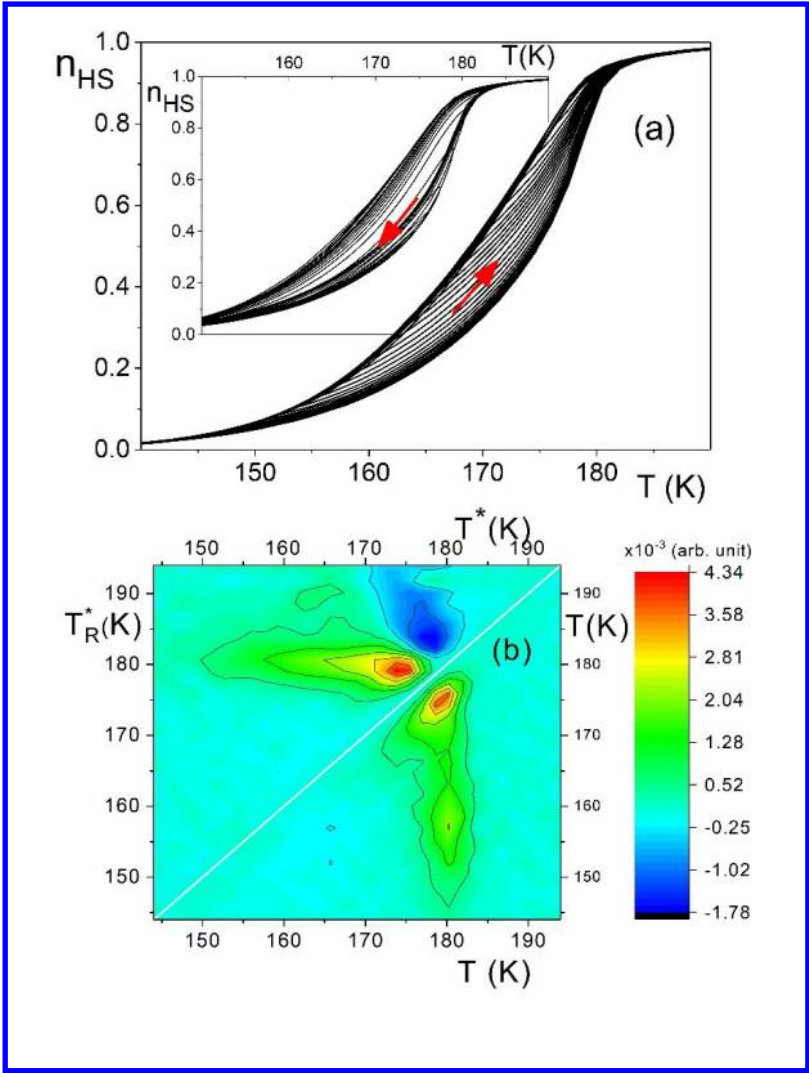 1.0
n_HS
0.8
0.6
0.4
0.2
0.0
150 160 170 180
T (K)
(a)
160 170 180
T(K)
n_HS
1.0
0.8
0.6
0.4
0.2
0.0
T*(K)
150 160 170 180 190
T*_R(K)
190
180
170
160
150
(b)
T(K)
190
180
170
160
150
150 160 170 180 190
T (K)
x10⁻³ (arb. unit)
4.34
3.58
2.81
2.04
1.28
0.52
-0.25
-1.02
-1.78